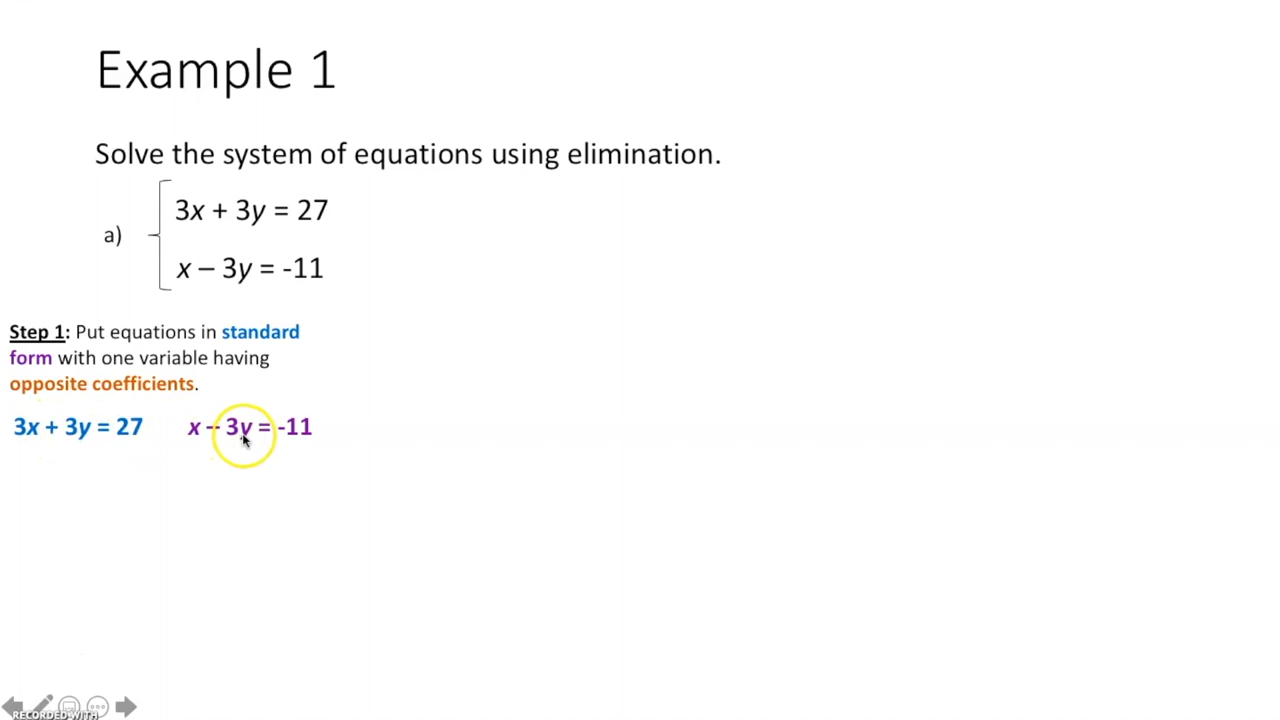 Example 1
Solve the system of equations using elimination.
a)
3x + 3y = 27
x – 3y = -11
Step 1: Put equations in standard
form with one variable having
opposite coefficients.
3x + 3y = 27 x – 3y = -11
RECORDED WITH